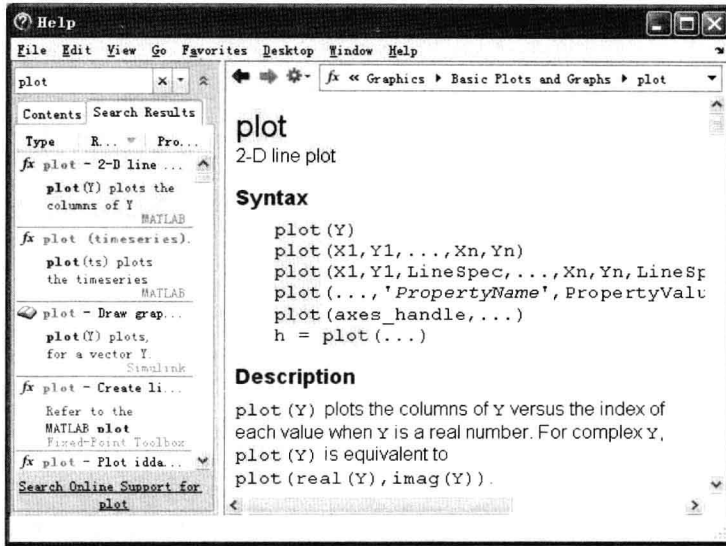 Help
File Edit View Go Favorites Desktop Window Help
plot
fx « Graphics ▸ Basic Plots and Graphs ▸ plot
Contents Search Results
Type R... Pro...
fx plot - 2-D line ...
plot(Y) plots the
columns of Y
MATLAB
fx plot (timeseries).
plot(ts) plots
the timeseries
MATLAB
plot - Draw grap...
plot(Y) plots,
for a vector Y.
Simulink
fx plot - Create li...
Refer to the
MATLAB plot
Fixed-Point Toolbox
fx plot - Plot idda...
Search Online Support for
plot
plot
2-D line plot
Syntax
plot(Y)
plot(X1,Y1,...,Xn,Yn)
plot(X1,Y1,LineSpec,...,Xn,Yn,LineSp
plot(...,'PropertyName',PropertyValu
plot(axes_handle,...)
h = plot(...)
Description
plot(Y) plots the columns of Y versus the index of
each value when Y is a real number. For complex Y,
plot(Y) is equivalent to
plot(real(Y),imag(Y)).